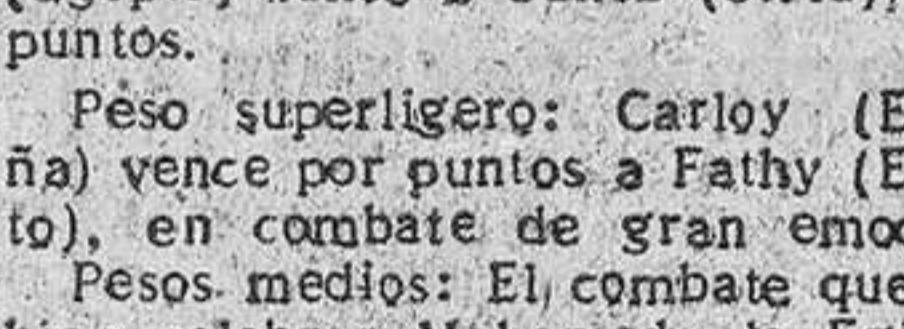 puntos.
Peso superligero: Carloy (E
ña) vence por puntos a Fathy (E
to), en combate de gran emoc
Pesos medios: El combate que